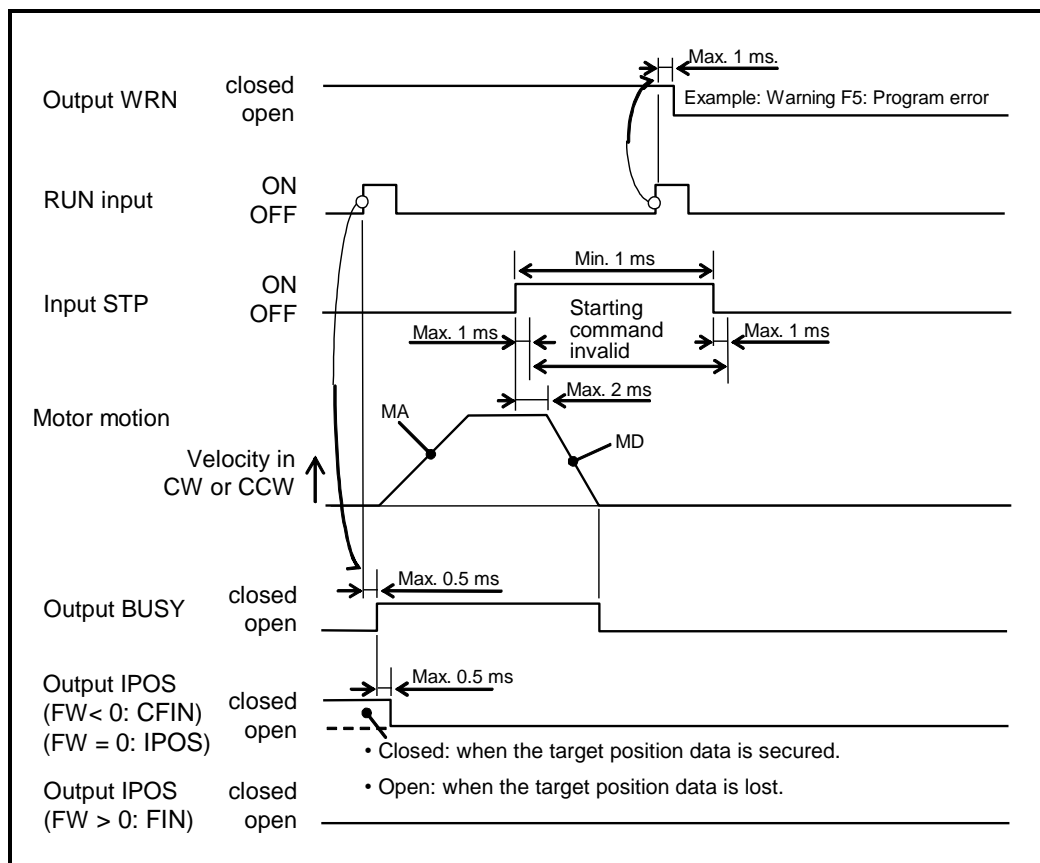 Max. 1 ms.
Output WRN
closed
open
Example: Warning F5: Program error
RUN input
ON
OFF
Min. 1 ms
Input STP
ON
OFF
Starting
command
invalid
Max. 1 ms
Max. 1 ms
Max. 2 ms
Motor motion
MA
MD
Velocity in
CW or CCW
Max. 0.5 ms
Output BUSY
closed
open
Max. 0.5 ms
Output IPOS
(FW< 0: CFIN)
(FW = 0: IPOS)
closed
open
• Closed: when the target position data is secured.
• Open: when the target position data is lost.
Output IPOS
(FW > 0: FIN)
closed
open